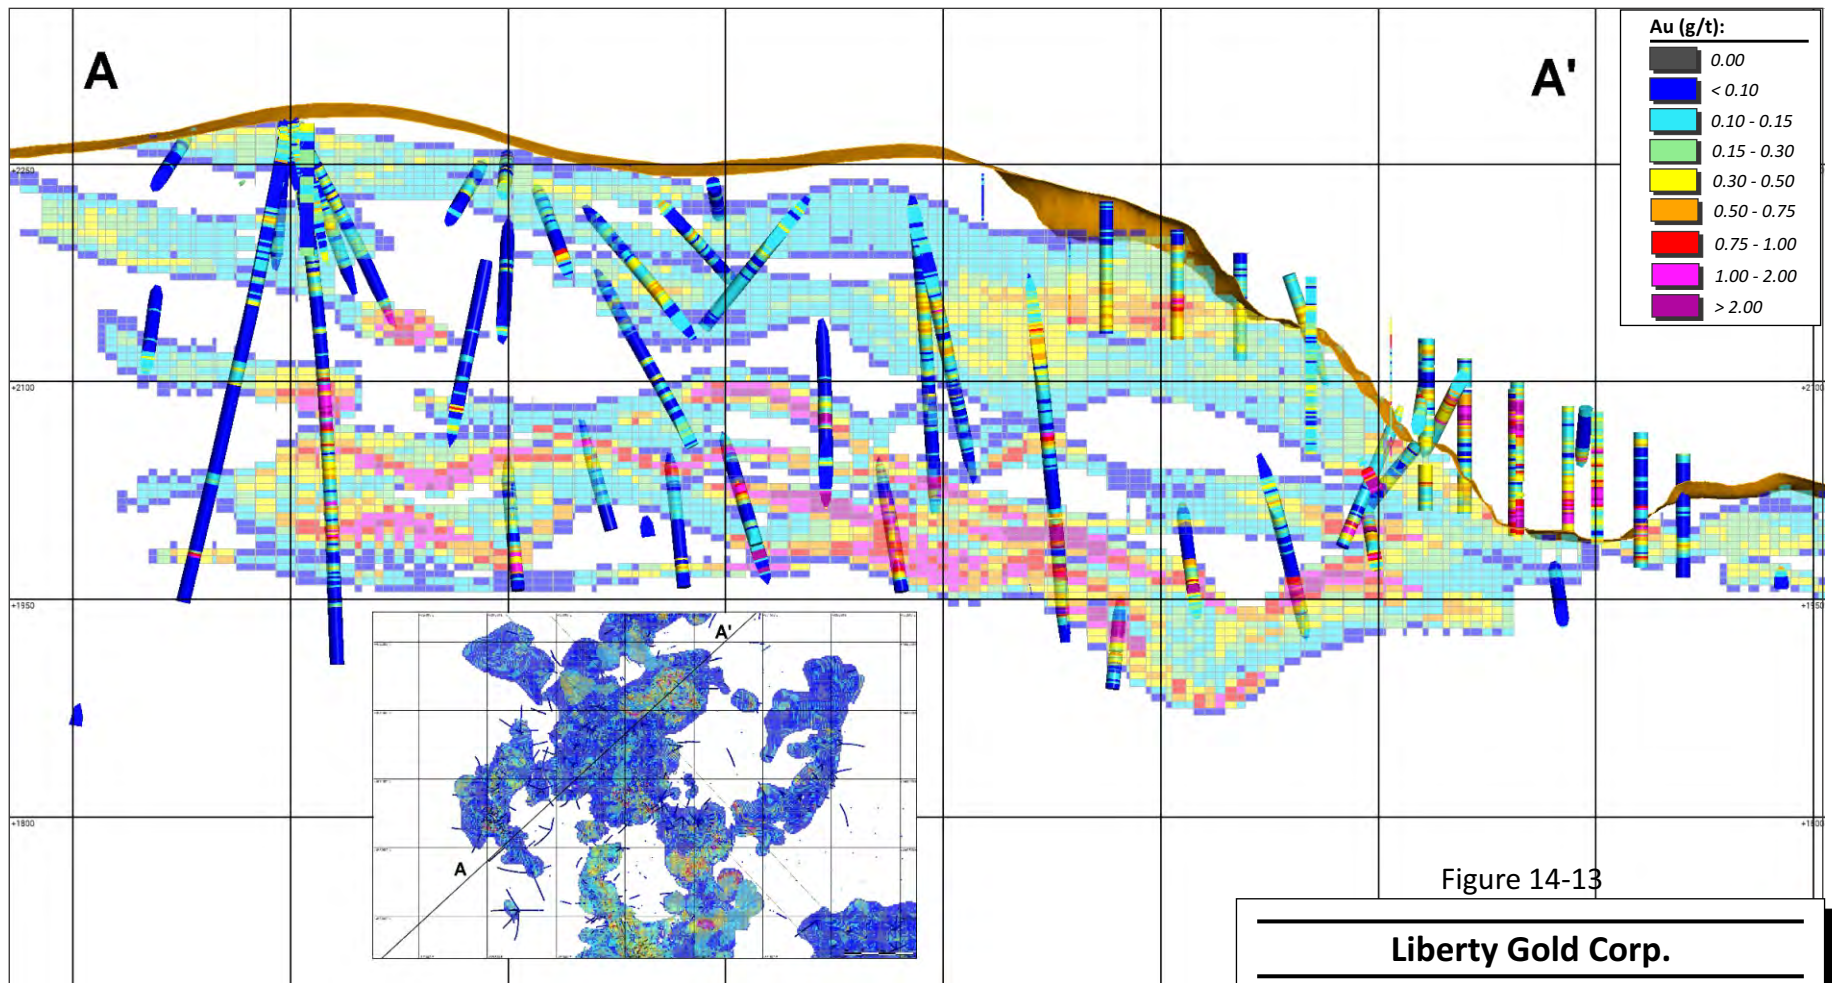 A
A'
Au (g/t):
0.00
< 0.10
0.10 - 0.15
0.15 - 0.30
0.30 - 0.50
0.50 - 0.75
0.75 - 1.00
1.00 - 2.00
> 2.00
+2250
+2100
+2100
+1950
+1950
+1800
+1800
A'
A
Figure 14-13
Liberty Gold Corp.